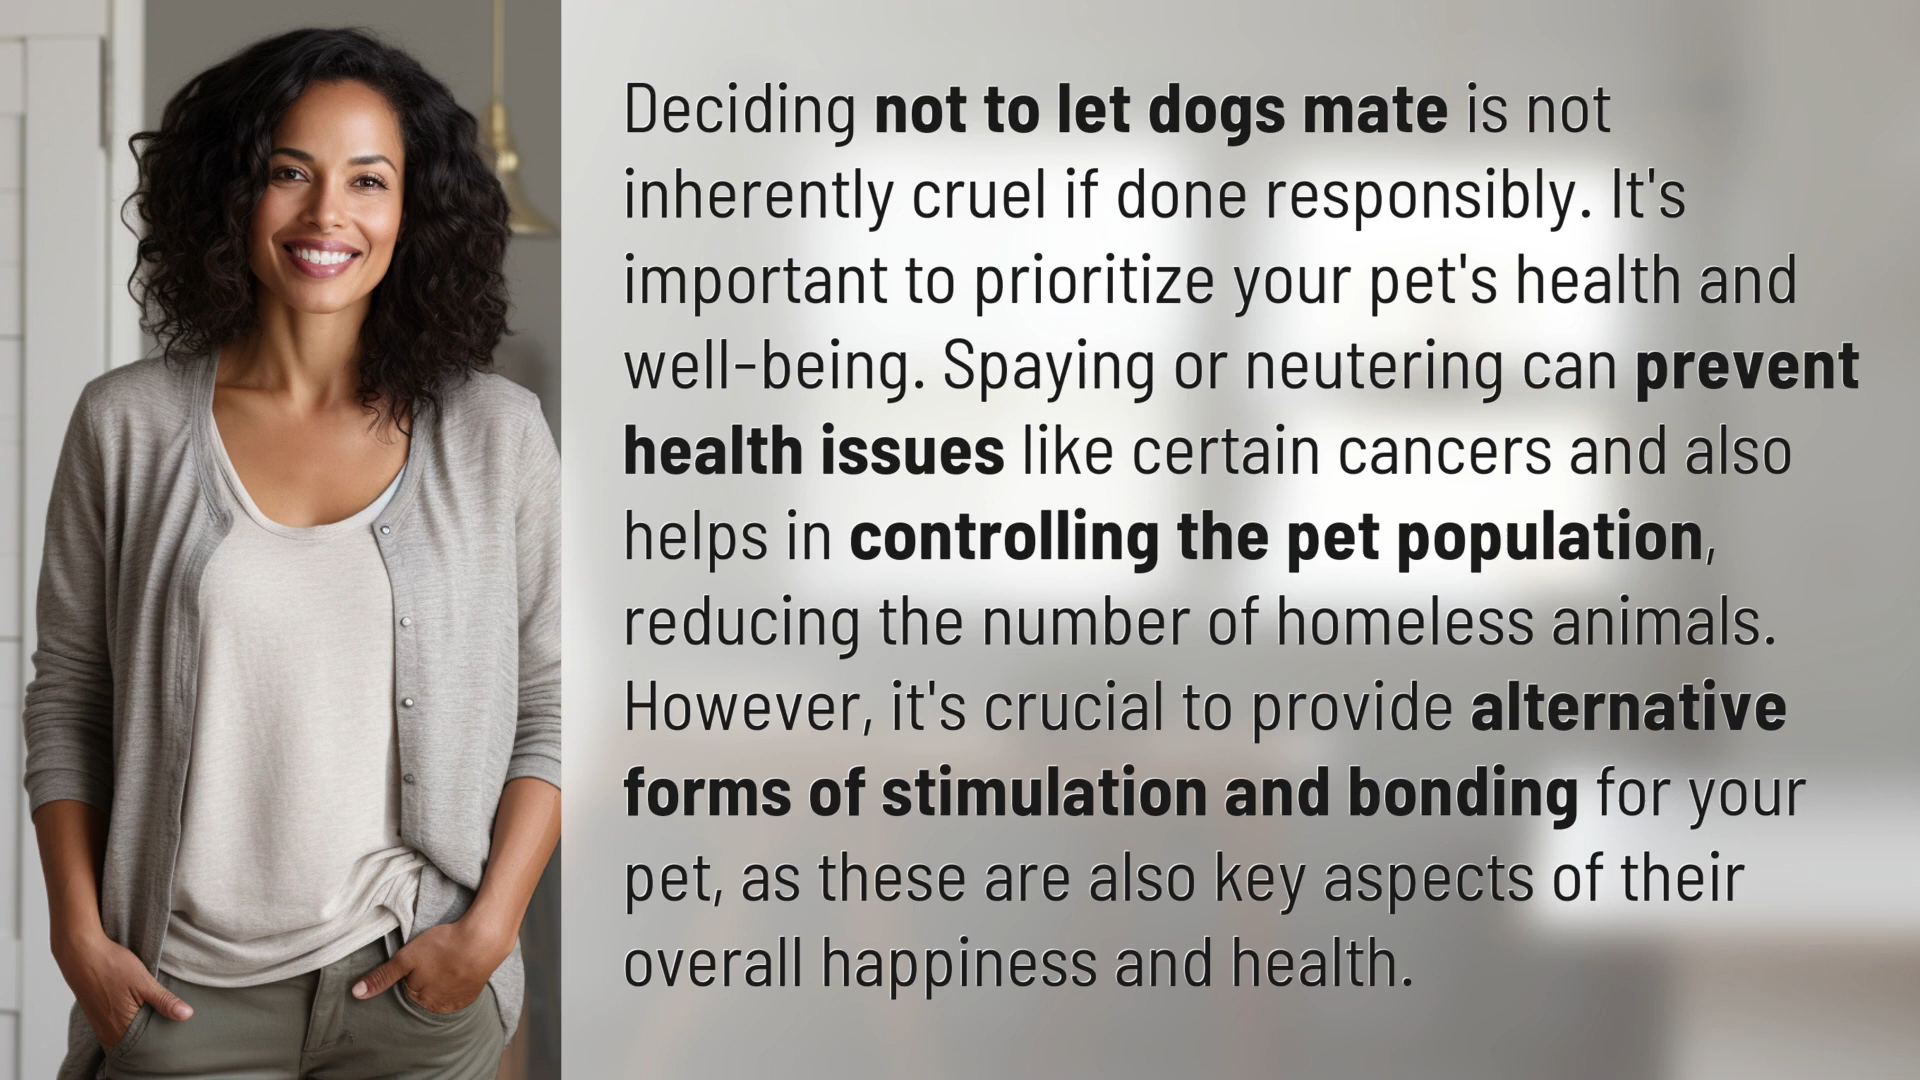 Deciding not to let dogs mate is not
inherently cruel if done responsibly. It's
important to prioritize your pet's health and
well-being. Spaying or neutering can prevent
health issues like certain cancers and also
helps in controlling the pet population,
reducing the number of homeless animals.
However, it's crucial to provide alternative
forms of stimulation and bonding for your
pet, as these are also key aspects of their
overall happiness and health.